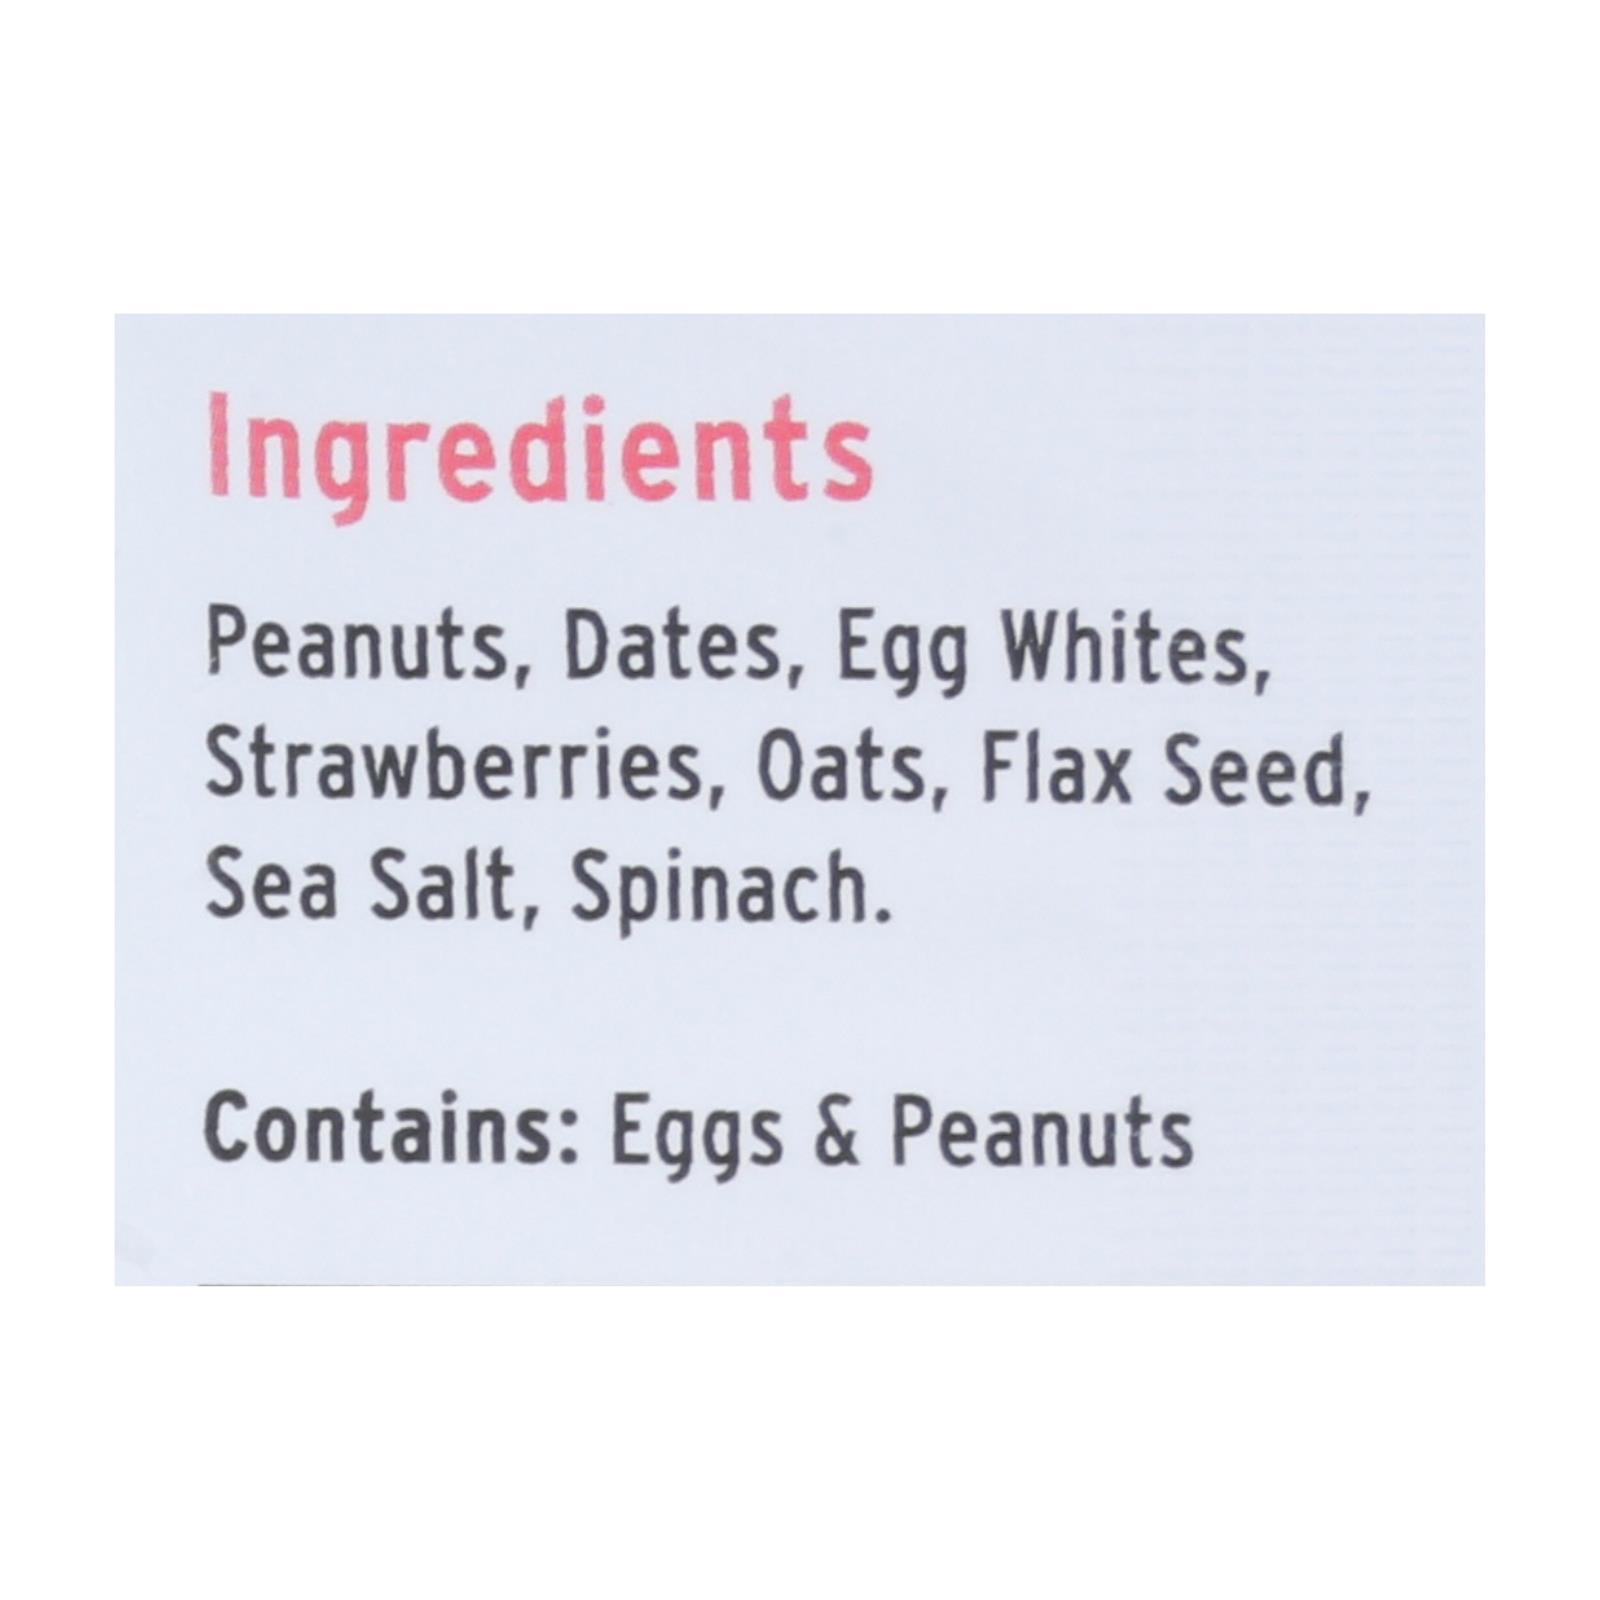 Ingredients
Peanuts, Dates, Egg Whites,
Strawberries, Oats, Flax Seed,
Sea Salt, Spinach.
Contains: Eggs & Peanuts